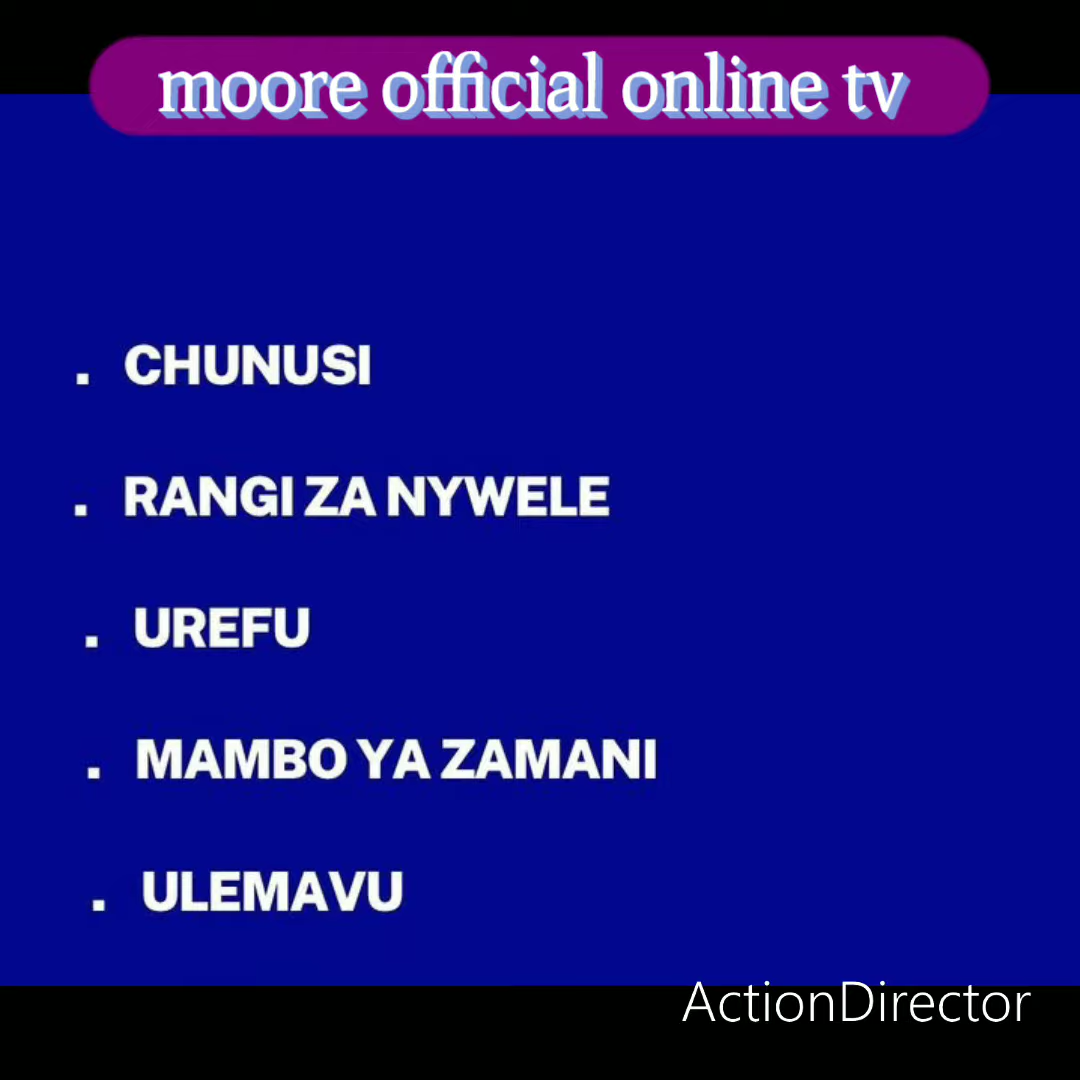 moore official online tv
. CHUNUSI
. RANGI ZA NYWELE
. UREFU
. MAMBO YA ZAMANI
. ULEMAVU
ActionDirector